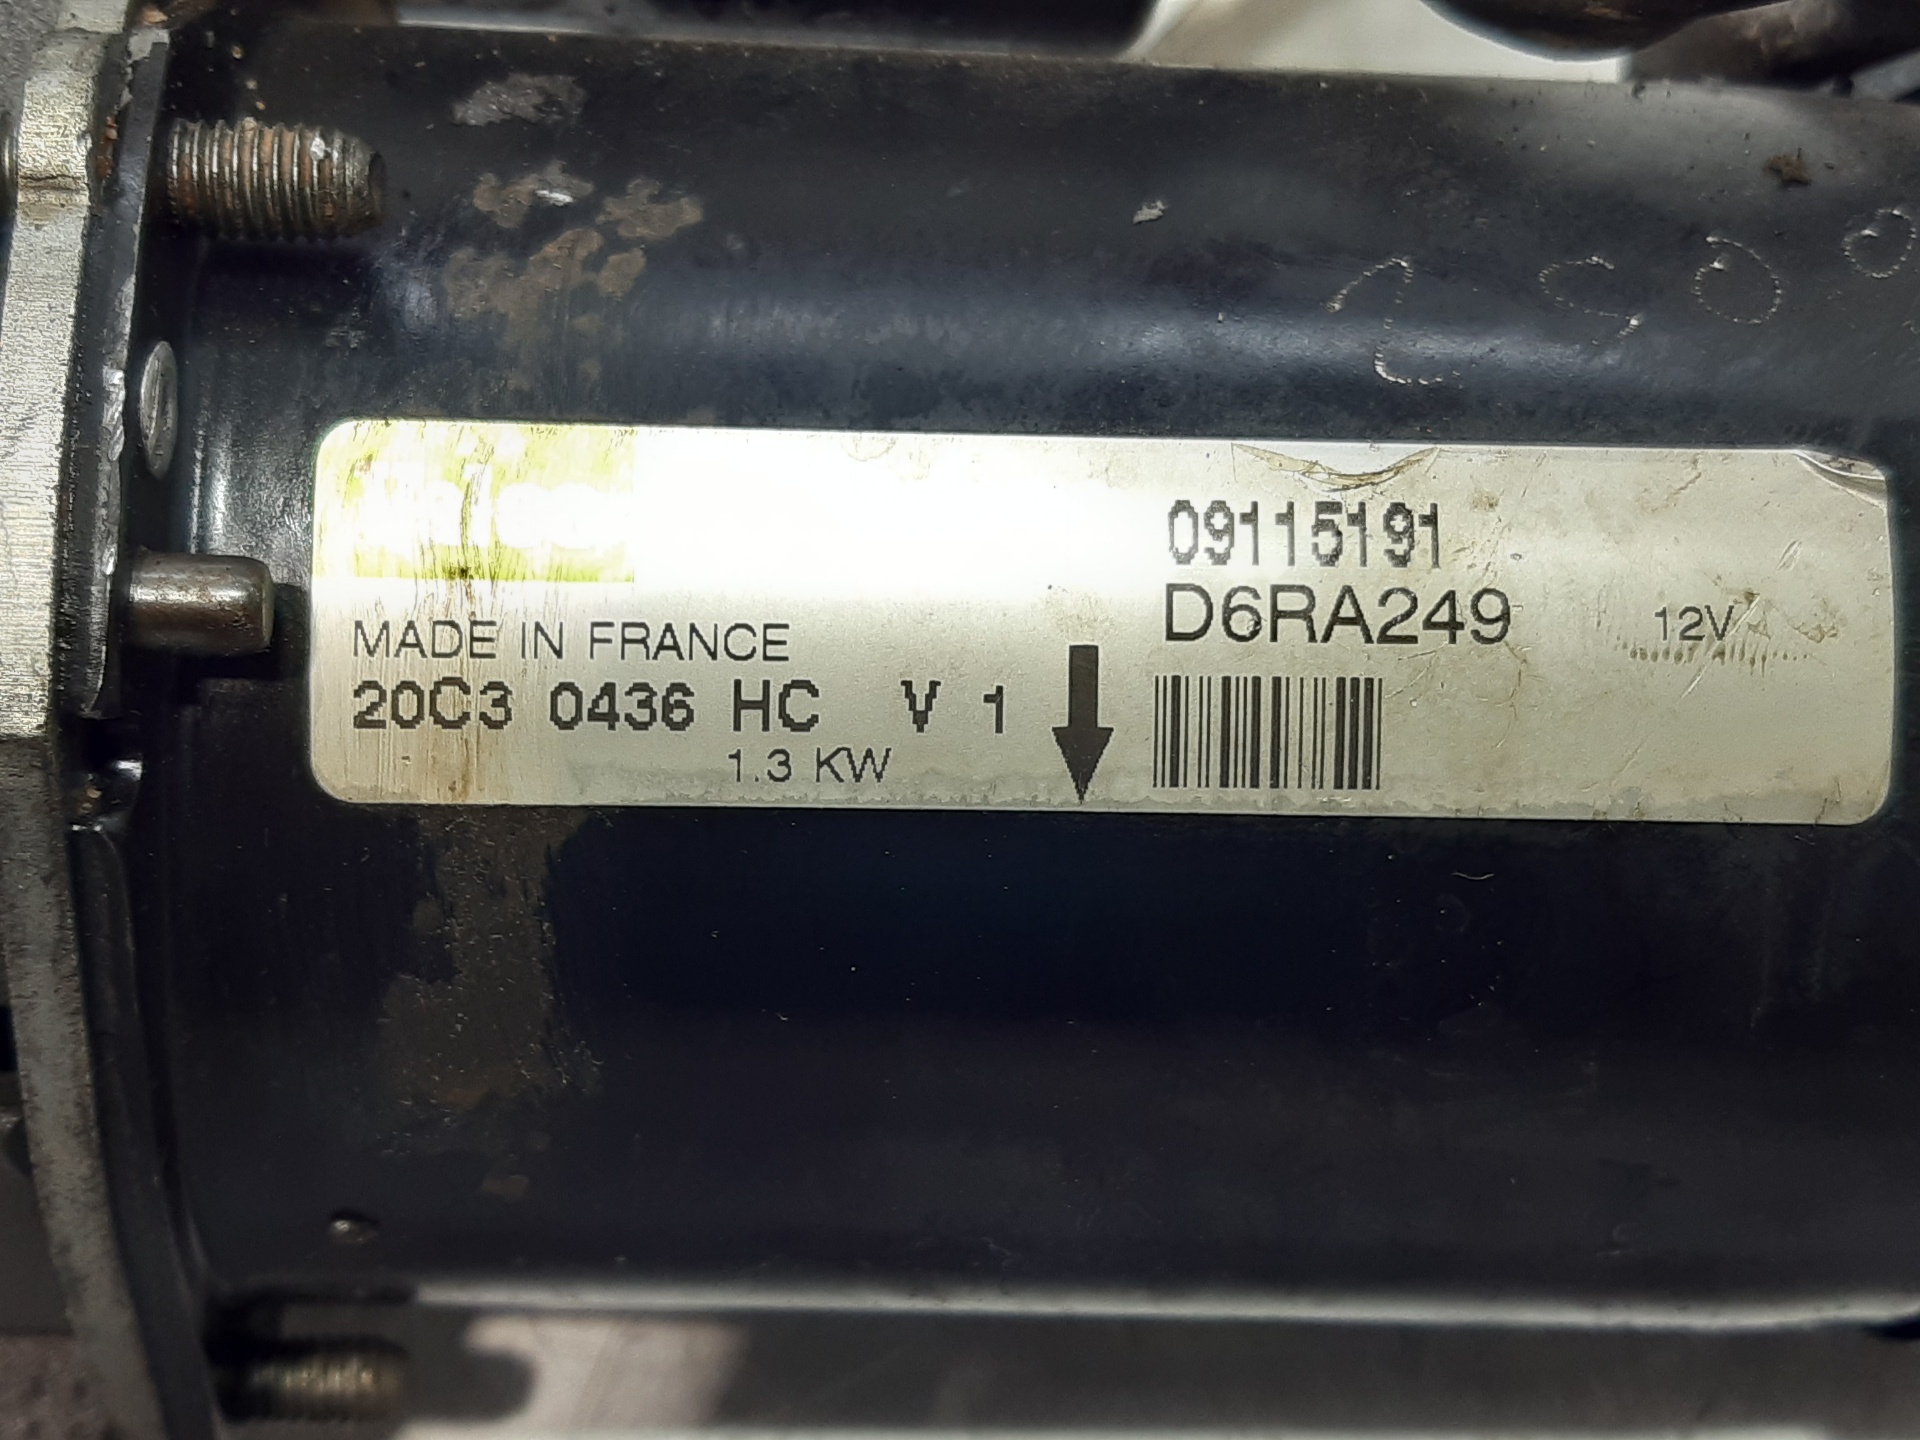 09115191
D6RA249
12V
MADE IN FRANCE
20C3 0436 HC V 1
1.3 KW